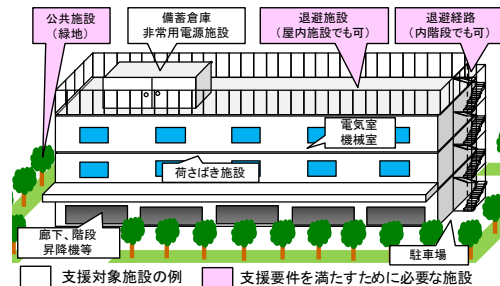 公共施設
（緑地）
備蓄倉庫
非常用電源施設
退避施設
（屋内施設でも可）
退避経路
（内階段でも可）
電気室
機械室
荷さばき施設
廊下、階段
昇降機等
駐車場
支援対象施設の例
支援要件を満たすために必要な施設